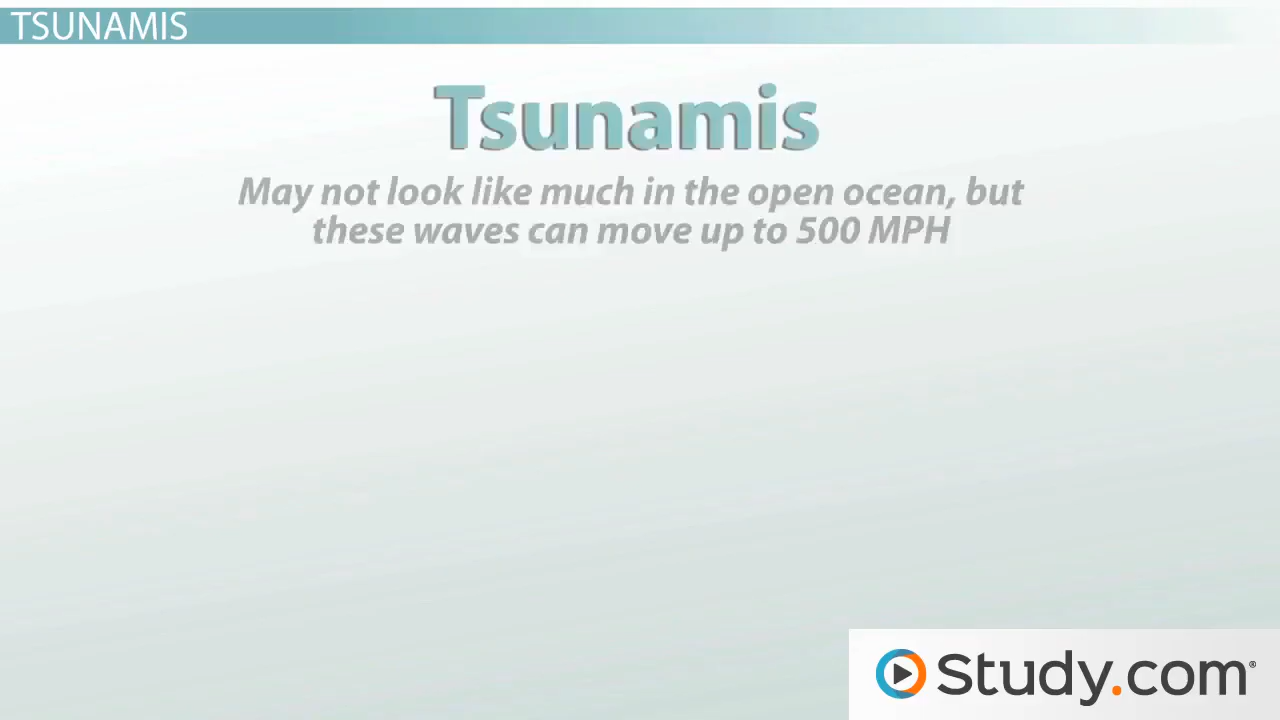 TSUNAMIS
Tsunamis
May not look like much in the open ocean, but
these waves can move up to 500 MPH
Study.com®